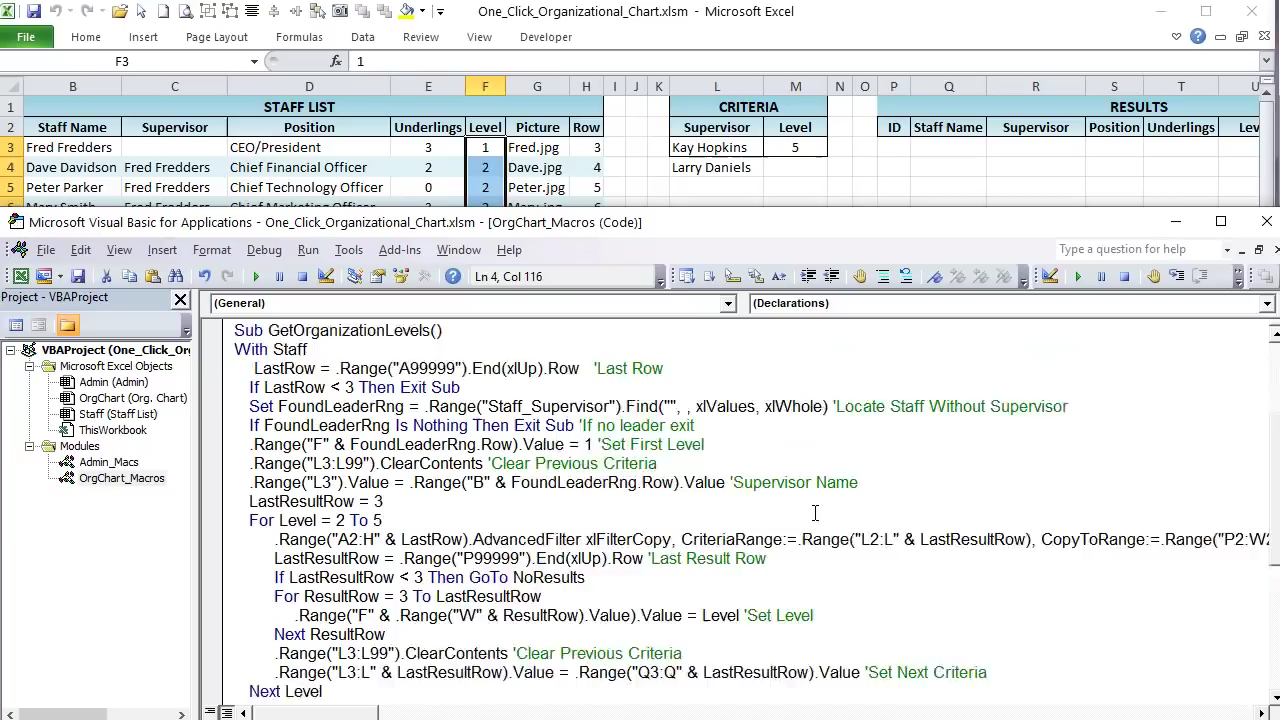 One_Click_Organizational_Chart.xlsm - Microsoft Excel
File Home Insert Page Layout Formulas Data Review View Developer
F3 fx 1
B C D E F G H I J K L M N O P Q R S T U
1 STAFF LIST CRITERIA RESULTS
2 Staff Name Supervisor Position Underlings Level Picture Row Supervisor Level ID Staff Name Supervisor Position Underlings Lev
3 Fred Fredders CEO/President 3 1 Fred.jpg 3 Kay Hopkins 5
4 Dave Davidson Fred Fredders Chief Financial Officer 2 2 Dave.jpg 4 Larry Daniels
5 Peter Parker Fred Fredders Chief Technology Officer 0 2 Peter.jpg 5
Microsoft Visual Basic for Applications - One_Click_Organizational_Chart.xlsm - [OrgChart_Macros (Code)]
File Edit View Insert Format Debug Run Tools Add-Ins Window Help Type a question for help
Ln 4, Col 116
Project - VBAProject
(General) (Declarations)
VBAProject (One_Click_Or
Microsoft Excel Objects
Admin (Admin)
OrgChart (Org. Chart)
Staff (Staff List)
ThisWorkbook
Modules
Admin_Macs
OrgChart_Macros
Sub GetOrganizationLevels()
With Staff
LastRow = .Range("A99999").End(xlUp).Row 'Last Row
If LastRow < 3 Then Exit Sub
Set FoundLeaderRng = .Range("Staff_Supervisor").Find("", , xlValues, xlWhole) 'Locate Staff Without Supervisor
If FoundLeaderRng Is Nothing Then Exit Sub 'If no leader exit
.Range("F" & FoundLeaderRng.Row).Value = 1 'Set First Level
.Range("L3:L99").ClearContents 'Clear Previous Criteria
.Range("L3").Value = .Range("B" & FoundLeaderRng.Row).Value 'Supervisor Name
LastResultRow = 3
For Level = 2 To 5
.Range("A2:H" & LastRow).AdvancedFilter xlFilterCopy, CriteriaRange:=.Range("L2:L" & LastResultRow), CopyToRange:=.Range("P2:W2
LastResultRow = .Range("P99999").End(xlUp).Row 'Last Result Row
If LastResultRow < 3 Then GoTo NoResults
For ResultRow = 3 To LastResultRow
.Range("F" & .Range("W" & ResultRow).Value).Value = Level 'Set Level
Next ResultRow
.Range("L3:L99").ClearContents 'Clear Previous Criteria
.Range("L3:L" & LastResultRow).Value = .Range("Q3:Q" & LastResultRow).Value 'Set Next Criteria
Next Level